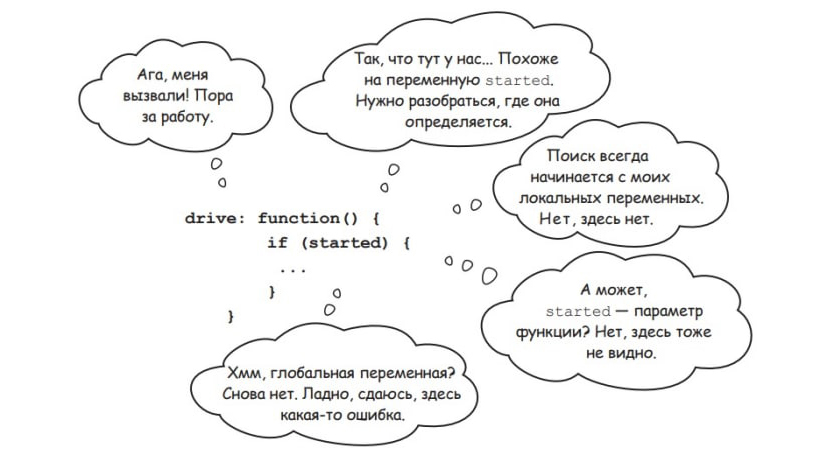 Ага, меня
вызвали! Пора
за работу.
Так, что тут у нас... Похоже
на переменную started.
Нужно разобраться, где она
определяется.
Поиск всегда
начинается с моих
локальных переменных.
Нет, здесь нет.
drive: function() {
if (started) {
...
}
}
А может,
started — параметр
функции? Нет, здесь тоже
не видно.
Хмм, глобальная переменная?
Снова нет. Ладно, сдаюсь, здесь
какая-то ошибка.